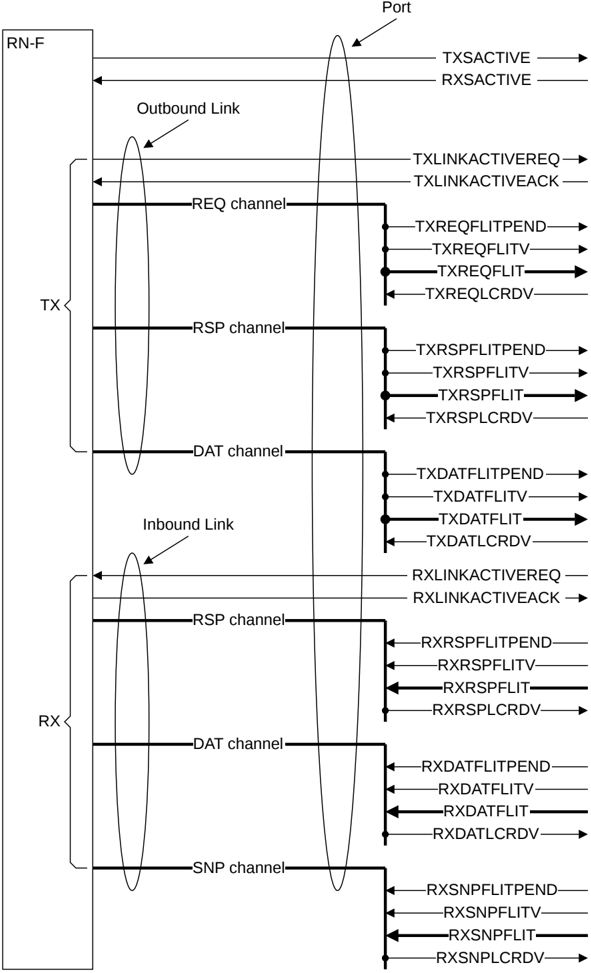 Port
RN-F
TXSACTIVE
RXSACTIVE
Outbound Link
TXLINKACTIVEREQ
TXLINKACTIVEACK
REQ channel
TXREQFLITPEND
TXREQFLITV
TXREQFLIT
TXREQLCRDV
TX
RSP channel
TXRSPFLITPEND
TXRSPFLITV
TXRSPFLIT
TXRSPLCRDV
DAT channel
TXDATFLITPEND
TXDATFLITV
TXDATFLIT
TXDATLCRDV
Inbound Link
RXLINKACTIVEREQ
RXLINKACTIVEACK
RSP channel
RXRSPFLITPEND
RXRSPFLITV
RXRSPFLIT
RXRSPLCRDV
RX
DAT channel
RXDATFLITPEND
RXDATFLITV
RXDATFLIT
RXDATLCRDV
SNP channel
RXSNPFLITPEND
RXSNPFLITV
RXSNPFLIT
RXSNPLCRDV